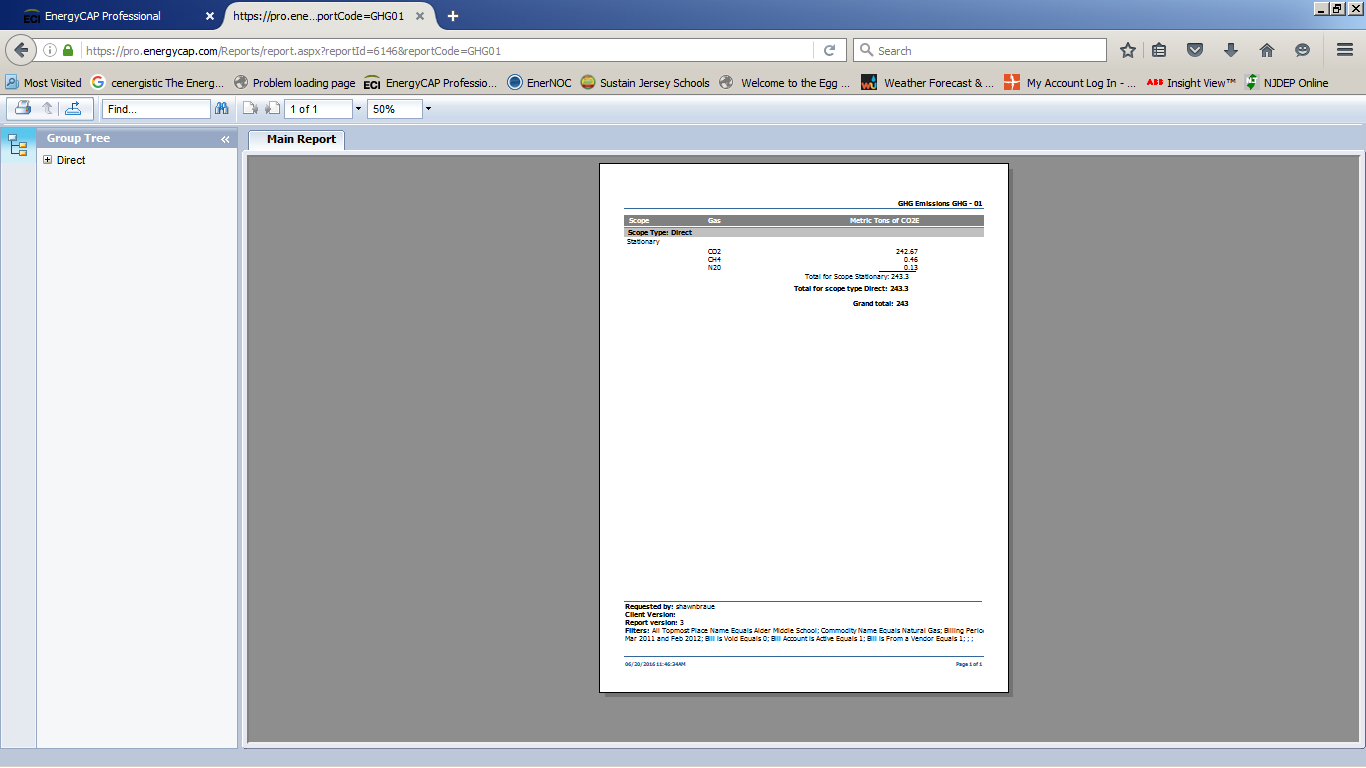 ECI EnergyCAP Professional
https://pro.ene...portCode=GHG01
https://pro.energycap.com/Reports/report.aspx?reportId=6146&reportCode=GHG01
Search
Most Visited
cenergistic The Energ...
Problem loading page
ECI EnergyCAP Professio...
EnerNOC
Sustain Jersey Schools
Welcome to the Egg ...
wu Weather Forecast & ...
My Account Log In - ...
ABB Insight View™
NJDEP Online
Find...
1 of 1
50%
Group Tree
Direct
Main Report
GHG Emissions GHG - 01
Scope Gas Metric Tons of CO2E
Scope Type: Direct
Stationary
CO2 242.67
CH4 0.46
N20 0.13
Total for Scope Stationary: 243.3
Total for scope type Direct: 243.3
Grand total: 243
Requested by: shawnbraue
Client Version:
Report version: 3
Filters: All Topmost Place Name Equals Alder Middle School; Commodity Name Equals Natural Gas; Billing Perio
Mar 2011 and Feb 2012; Bill is Void Equals 0; Bill Account is Active Equals 1; Bill is From a Vendor Equals 1; ; ;
06/20/2016 11:46:34AM Page 1 of 1